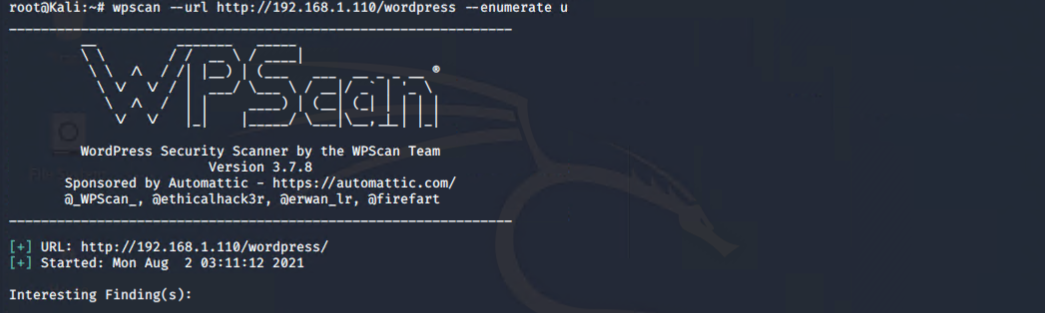 root@Kali:~# wpscan --url http://192.168.1.110/wordpress --enumerate u
WPScan®
WordPress Security Scanner by the WPScan Team
Version 3.7.8
Sponsored by Automattic - https://automattic.com/
@_WPScan_, @ethicalhack3r, @erwan_lr, @firefart
[+] URL: http://192.168.1.110/wordpress/
[+] Started: Mon Aug  2 03:11:12 2021
Interesting Finding(s):